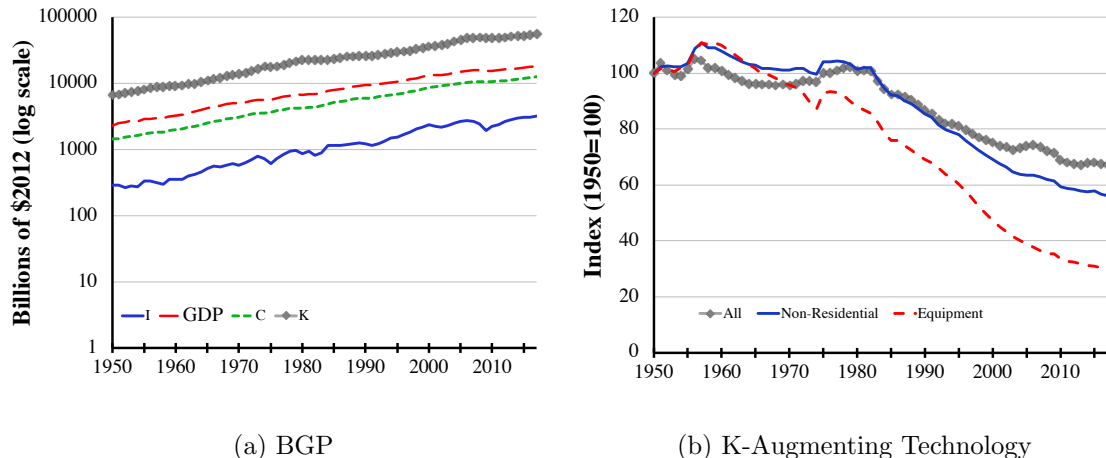 Billions of $2012 (log scale)
100000
10000
1000
100
10
1
I GDP C K
1950 1960 1970 1980 1990 2000 2010
(a) BGP
Index (1950=100)
120
100
80
60
40
20
0
All Non-Residential Equipment
1950 1960 1970 1980 1990 2000 2010
(b) K-Augmenting Technology